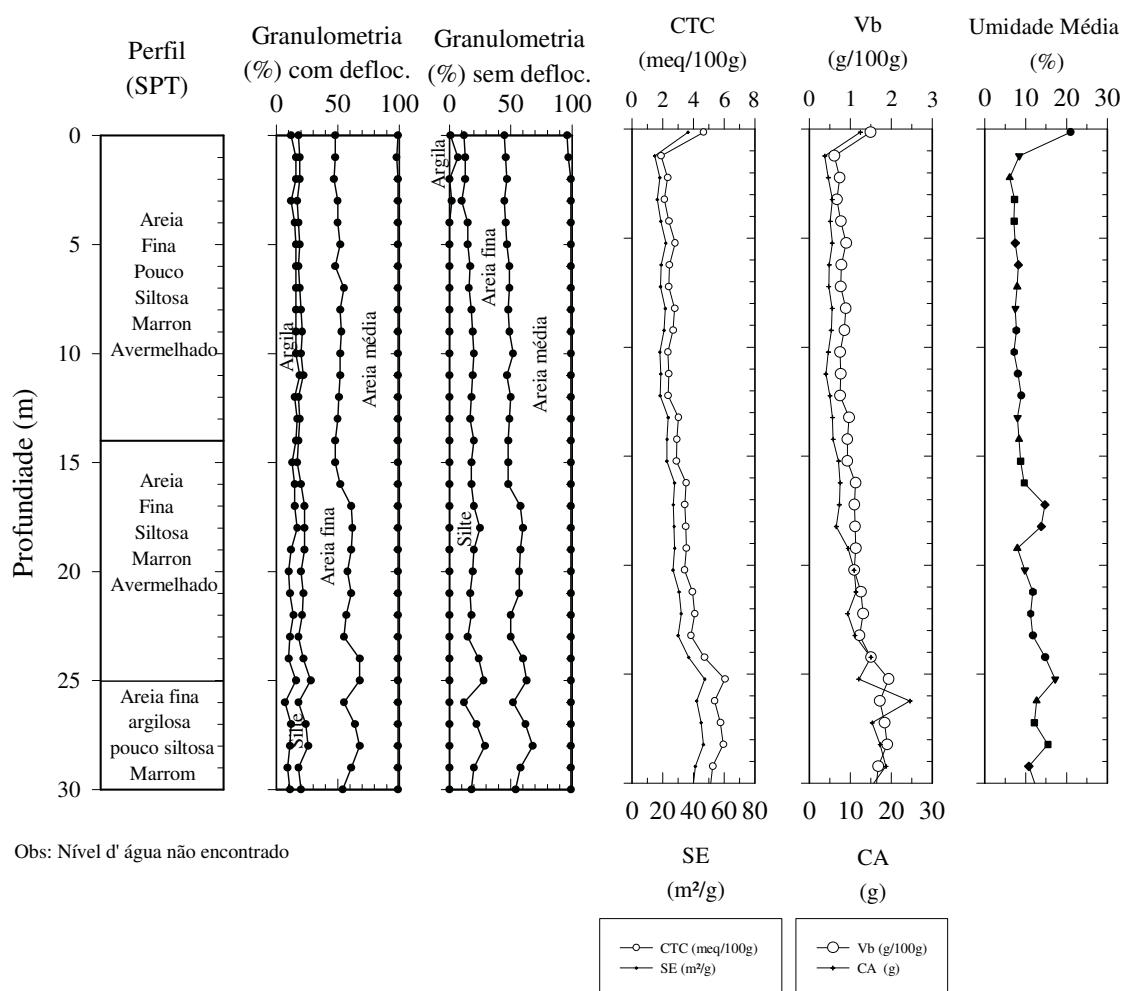 Perfil
(SPT)
Granulometria
(%) com defloc.
0 50 100
Granulometria
(%) sem defloc.
0 50 100
CTC
(meq/100g)
0 2 4 6 8
Vb
(g/100g)
0 1 2 3
Umidade Média
(%)
0 10 20 30
Profundiade (m)
0
5
10
15
20
25
30
Areia
Fina
Pouco
Siltosa
Marron
Avermelhado
Areia
Fina
Siltosa
Marron
Avermelhado
Areia fina
argilosa
pouco siltosa
Marrom
Argila
Areia média
Areia fina
Silte
Argila
Areia fina
Areia média
Silte
0 20 40 60 80
SE
(m²/g)
0 10 20 30
CA
(g)
Obs: Nível d' água não encontrado
CTC (meq/100g)
SE (m²/g)
Vb (g/100g)
CA (g)